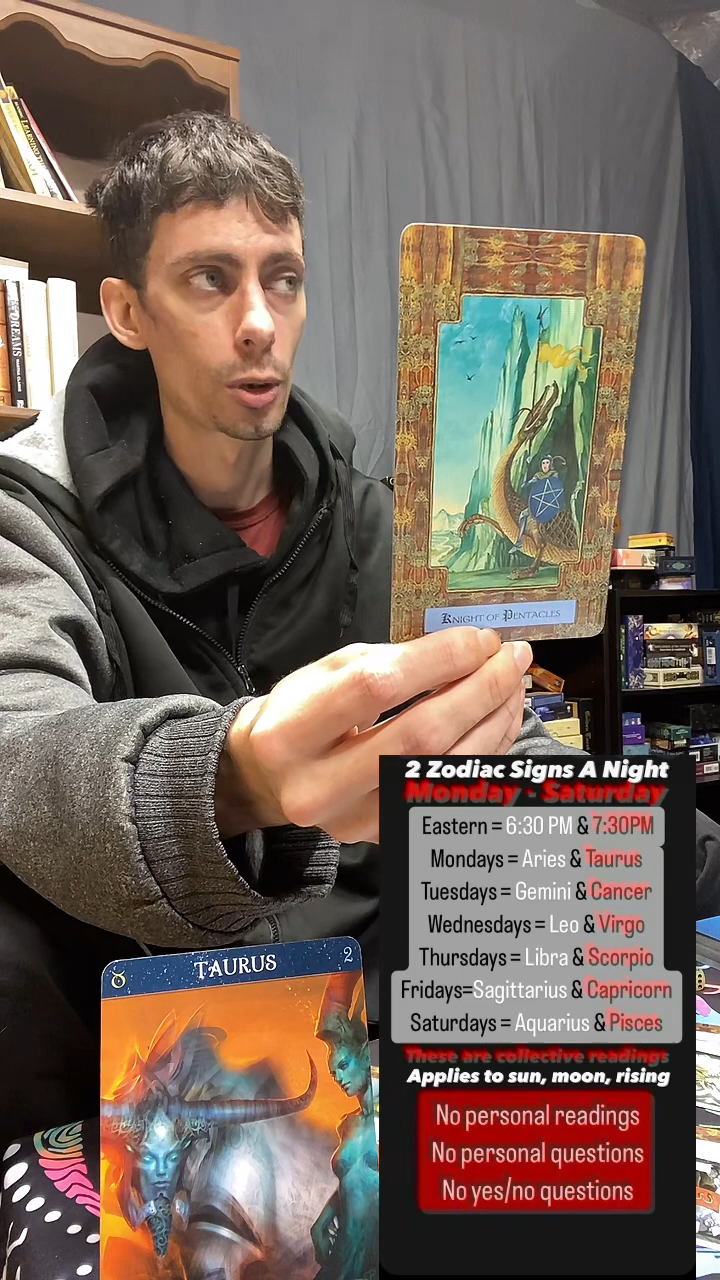 LEARNING
DREAMS
KNIGHT OF PENTACLES
2 Zodiac Signs A Night
Monday - Saturday
Eastern = 6:30 PM & 7:30PM
Mondays = Aries & Taurus
Tuesdays = Gemini & Cancer
Wednesdays = Leo & Virgo
Thursdays = Libra & Scorpio
Fridays=Sagittarius & Capricorn
Saturdays = Aquarius & Pisces
These are collective readings
Applies to sun, moon, rising
No personal readings
No personal questions
No yes/no questions
TAURUS 2